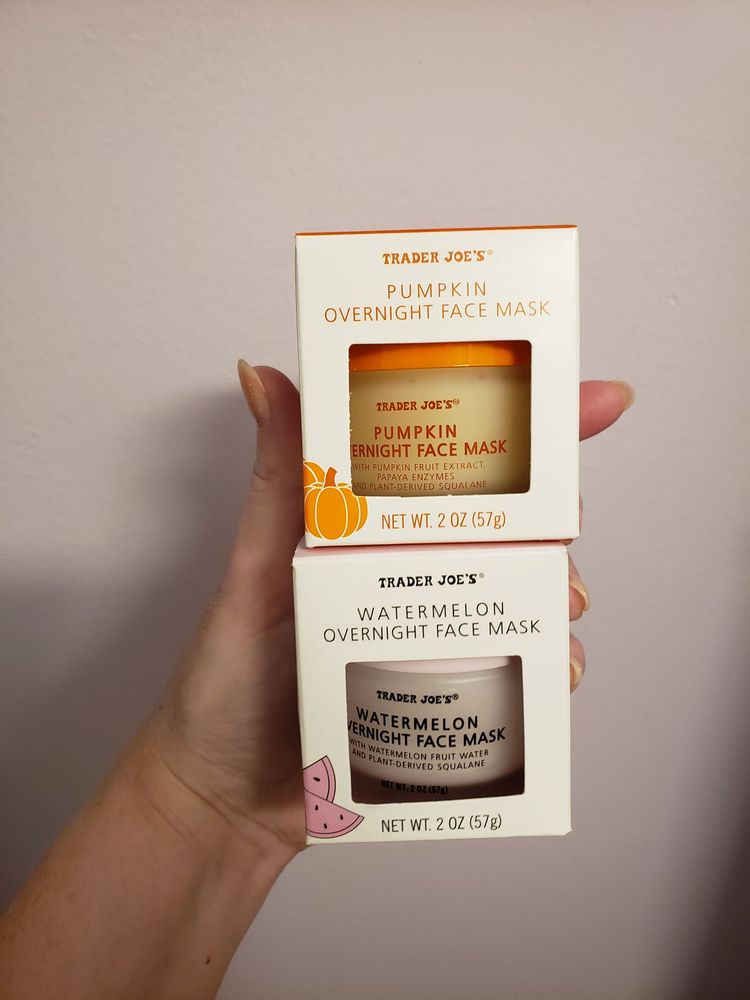 TRADER JOE'S®
PUMPKIN
OVERNIGHT FACE MASK
TRADER JOE'S®
PUMPKIN
VERNIGHT FACE MASK
WITH PUMPKIN FRUIT EXTRACT,
PAPAYA ENZYMES
AND PLANT-DERIVED SQUALANE
NET WT. 2 OZ (57g)
TRADER JOE'S®
WATERMELON
OVERNIGHT FACE MASK
TRADER JOE'S®
WATERMELON
VERNIGHT FACE MASK
WITH WATERMELON FRUIT WATER
AND PLANT-DERIVED SQUALANE
NET WT. 2 OZ (57g)
NET WT. 2 OZ (57g)